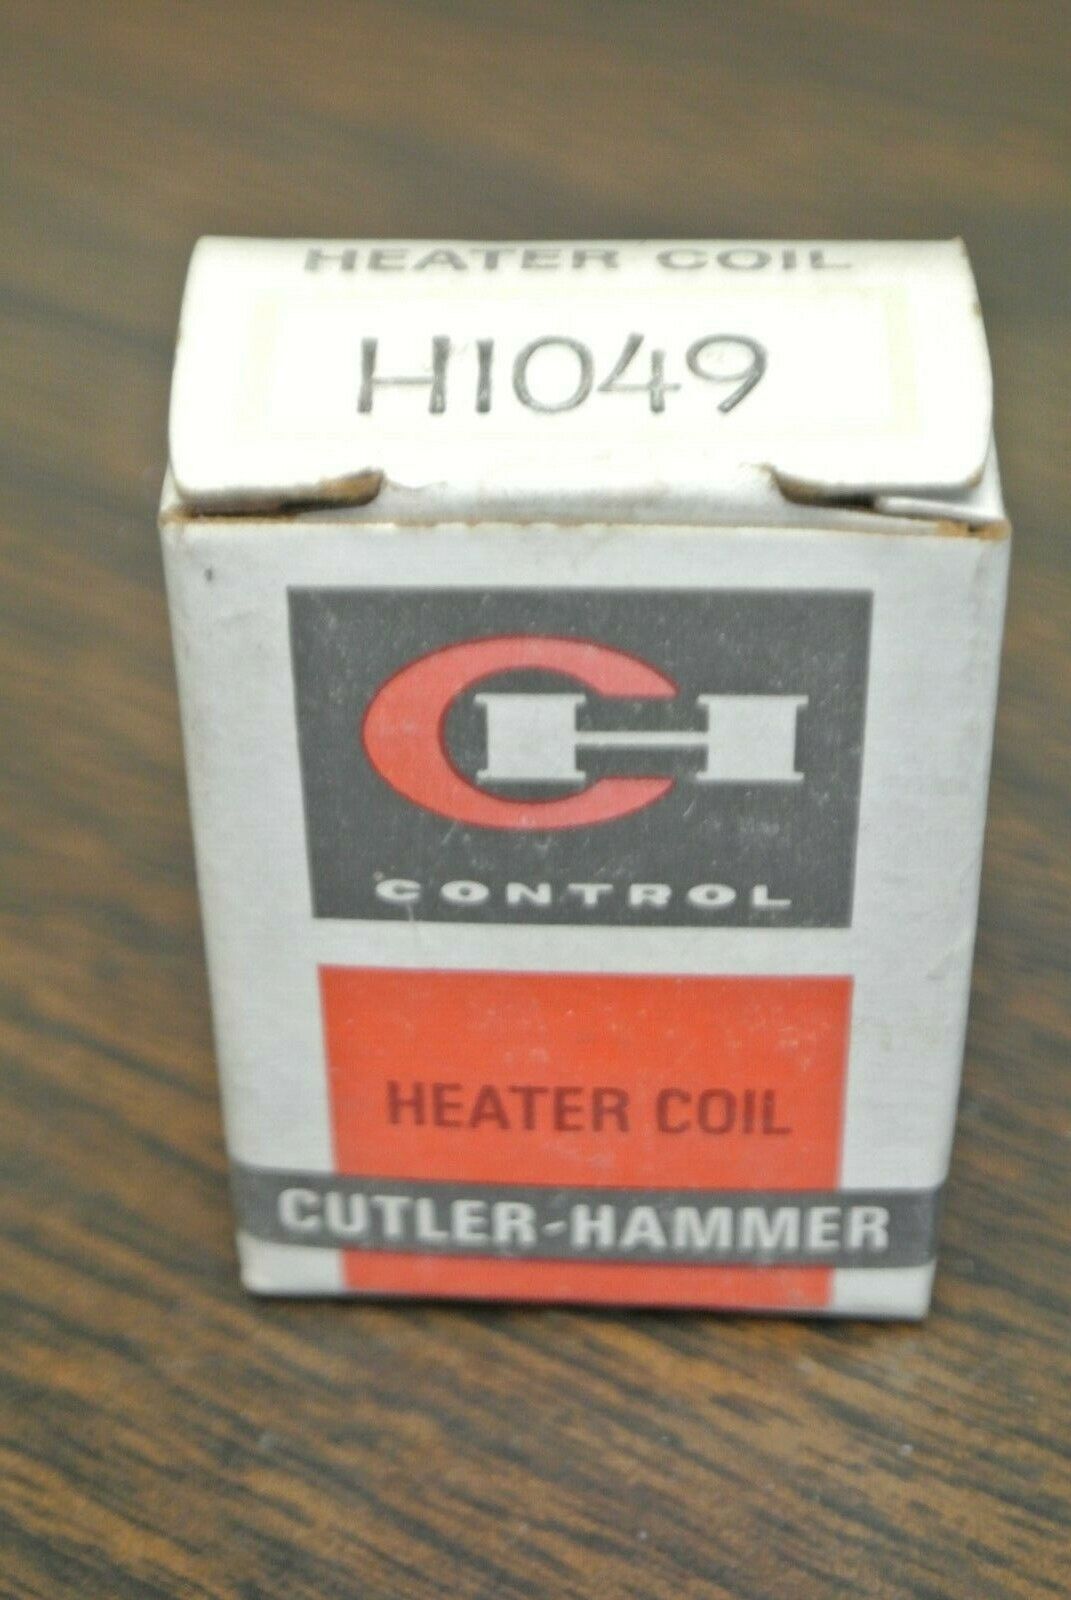 HEATER COIL
H1049
CH
CONTROL
HEATER COIL
CUTLER-HAMMER